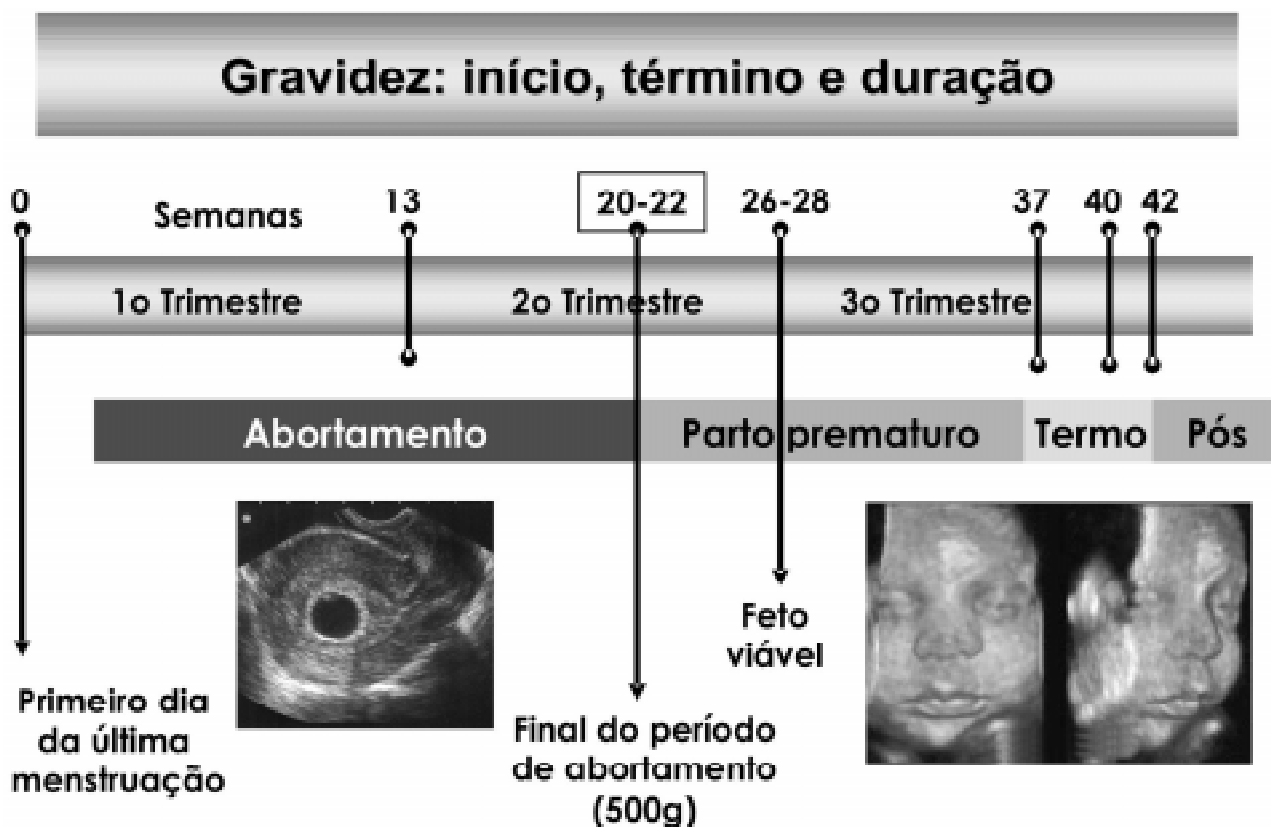 Gravidez: início, término e duração
0 Semanas 13 20-22 26-28 37 40 42
1o Trimestre 2o Trimestre 3o Trimestre
Abortamento Parto prematuro Termo Pós
Feto
viável
Primeiro dia
da última
menstruação
Final do período
de abortamento
(500g)